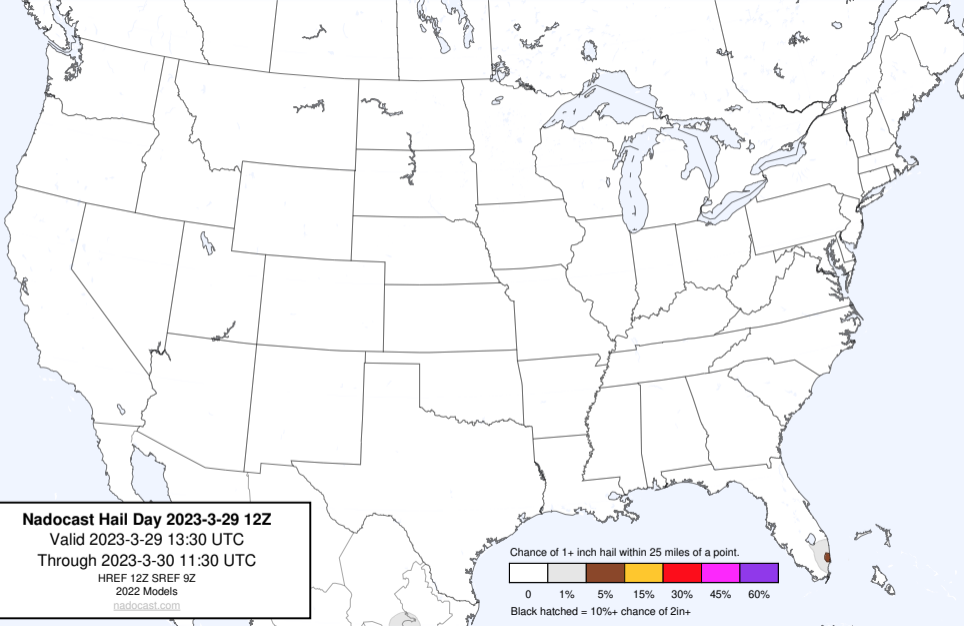 Nadocast Hail Day 2023-3-29 12Z
Valid 2023-3-29 13:30 UTC
Through 2023-3-30 11:30 UTC
HREF 12Z SREF 9Z
2022 Models
nadocast.com
Chance of 1+ inch hail within 25 miles of a point.
0 1% 5% 15% 30% 45% 60%
Black hatched = 10%+ chance of 2in+